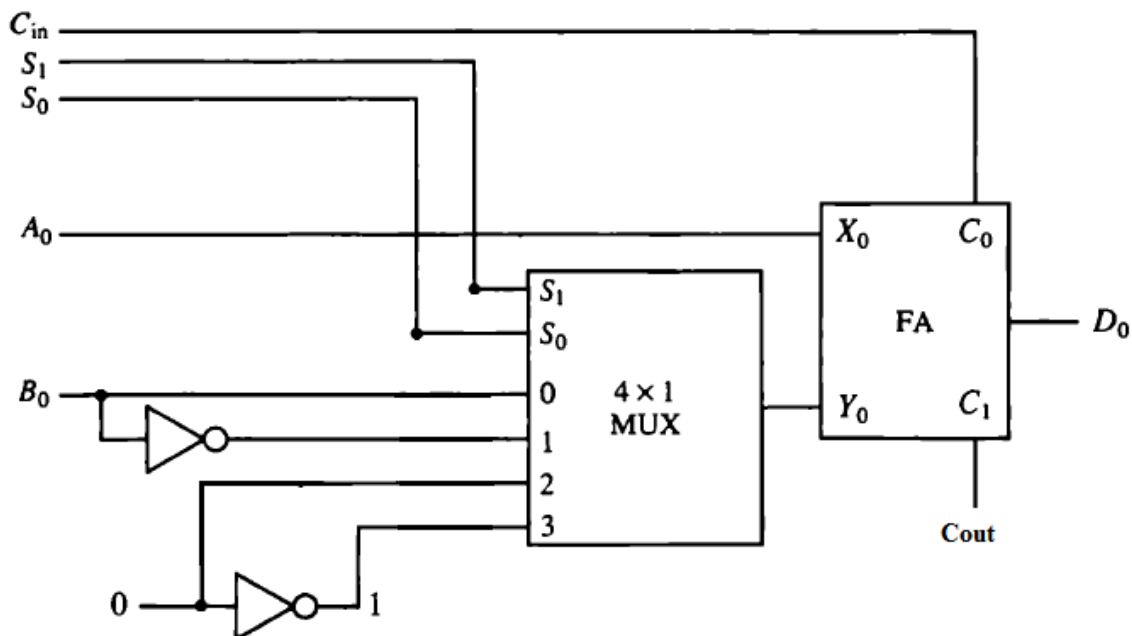 C_in
S_1
S_0
A_0
X_0 C_0
S_1
FA
D_0
S_0
B_0
0
4 × 1
MUX
Y_0 C_1
1
2
3
Cout
0
1